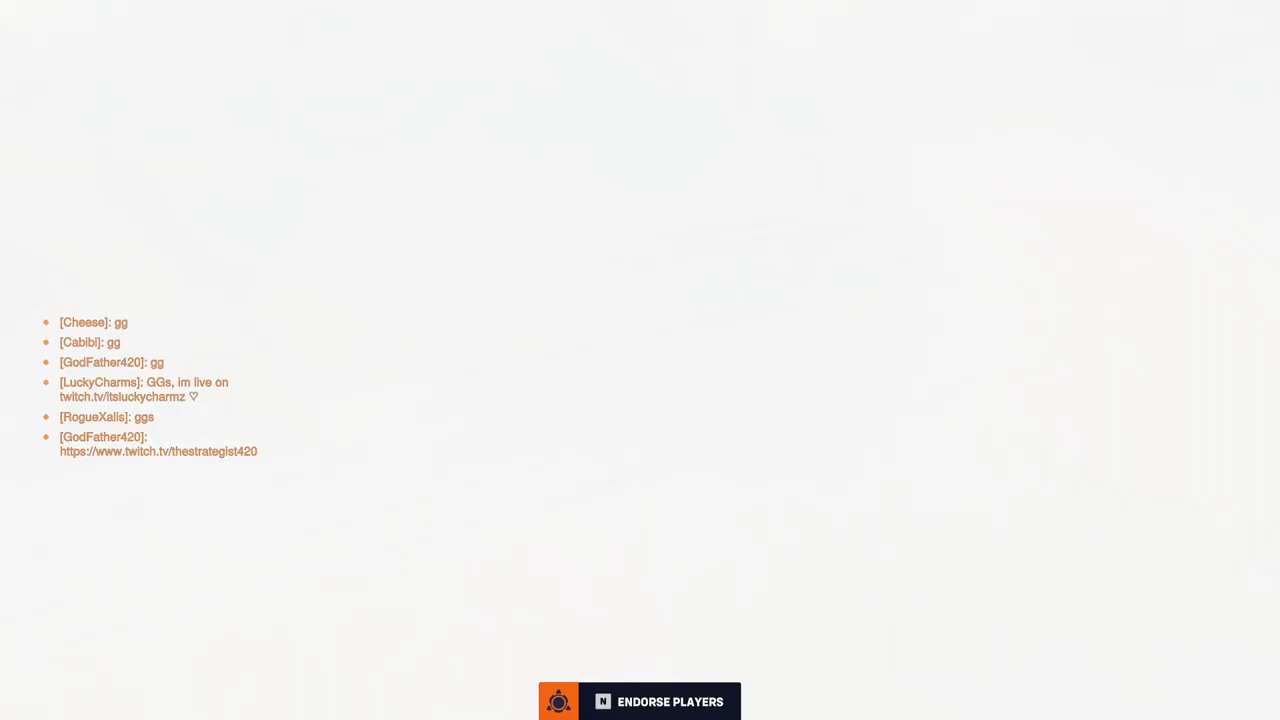 [Cheese]: gg
[Cabibi]: gg
[GodFather420]: gg
[LuckyCharms]: GGs, im live on
twitch.tv/itsluckycharmz ♡
[RogueXalis]: ggs
[GodFather420]:
https://www.twitch.tv/thestrategist420
N ENDORSE PLAYERS